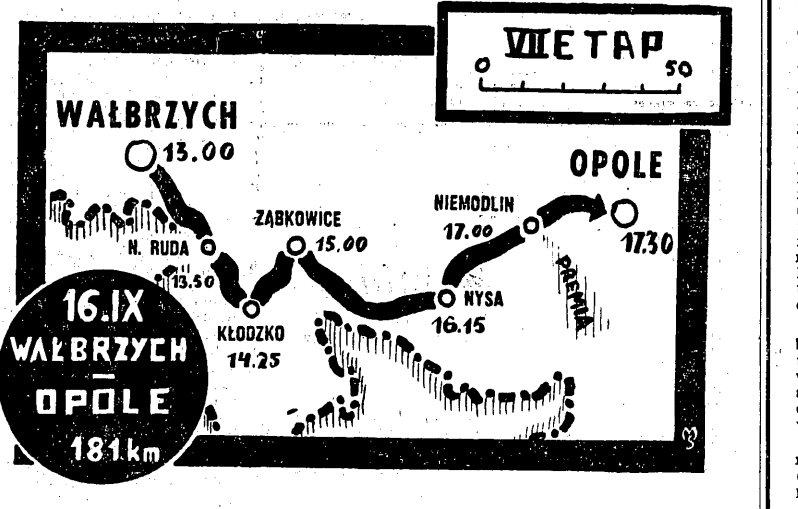 VII ETAP
0 50
WAŁBRZYCH
13.00
OPOLE
17.30
NIEMODLIN
17.00
ZĄBKOWICE
15.00
N. RUDA
13.50
PREMIA
NYSA
16.15
KŁODZKO
14.25
16.IX
WAŁBRZYCH
–
OPOLE
181 km